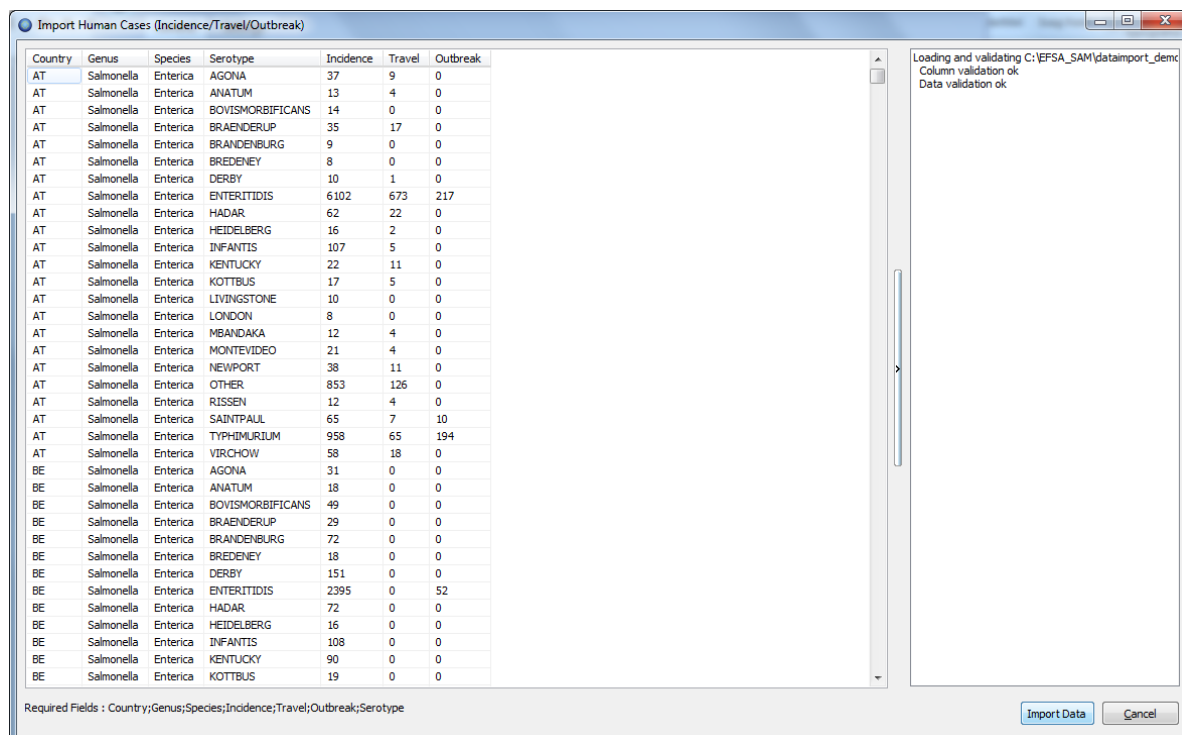 Import Human Cases (Incidence/Travel/Outbreak)
Country Genus Species Serotype Incidence Travel Outbreak
AT Salmonella Enterica AGONA 37 9 0
AT Salmonella Enterica ANATUM 13 4 0
AT Salmonella Enterica BOVISMORBIFICANS 14 0 0
AT Salmonella Enterica BRAENDERUP 35 17 0
AT Salmonella Enterica BRANDENBURG 9 0 0
AT Salmonella Enterica BREDENEY 8 0 0
AT Salmonella Enterica DERBY 10 1 0
AT Salmonella Enterica ENTERITIDIS 6102 673 217
AT Salmonella Enterica HADAR 62 22 0
AT Salmonella Enterica HEIDELBERG 16 2 0
AT Salmonella Enterica INFANTIS 107 5 0
AT Salmonella Enterica KENTUCKY 22 11 0
AT Salmonella Enterica KOTTBUS 17 5 0
AT Salmonella Enterica LIVINGSTONE 10 0 0
AT Salmonella Enterica LONDON 8 0 0
AT Salmonella Enterica MBANDAKA 12 4 0
AT Salmonella Enterica MONTEVIDEO 21 4 0
AT Salmonella Enterica NEWPORT 38 11 0
AT Salmonella Enterica OTHER 853 126 0
AT Salmonella Enterica RISSEN 12 4 0
AT Salmonella Enterica SAINTPAUL 65 7 10
AT Salmonella Enterica TYPHIMURIUM 958 65 194
AT Salmonella Enterica VIRCHOW 58 18 0
BE Salmonella Enterica AGONA 31 0 0
BE Salmonella Enterica ANATUM 18 0 0
BE Salmonella Enterica BOVISMORBIFICANS 49 0 0
BE Salmonella Enterica BRAENDERUP 29 0 0
BE Salmonella Enterica BRANDENBURG 72 0 0
BE Salmonella Enterica BREDENEY 18 0 0
BE Salmonella Enterica DERBY 151 0 0
BE Salmonella Enterica ENTERITIDIS 2395 0 52
BE Salmonella Enterica HADAR 72 0 0
BE Salmonella Enterica HEIDELBERG 16 0 0
BE Salmonella Enterica INFANTIS 108 0 0
BE Salmonella Enterica KENTUCKY 90 0 0
BE Salmonella Enterica KOTTBUS 19 0 0
Loading and validating C:\EFSA_SAM\dataimport_demo
Column validation ok
Data validation ok
Required Fields : Country;Genus;Species;Incidence;Travel;Outbreak;Serotype
Import Data Cancel